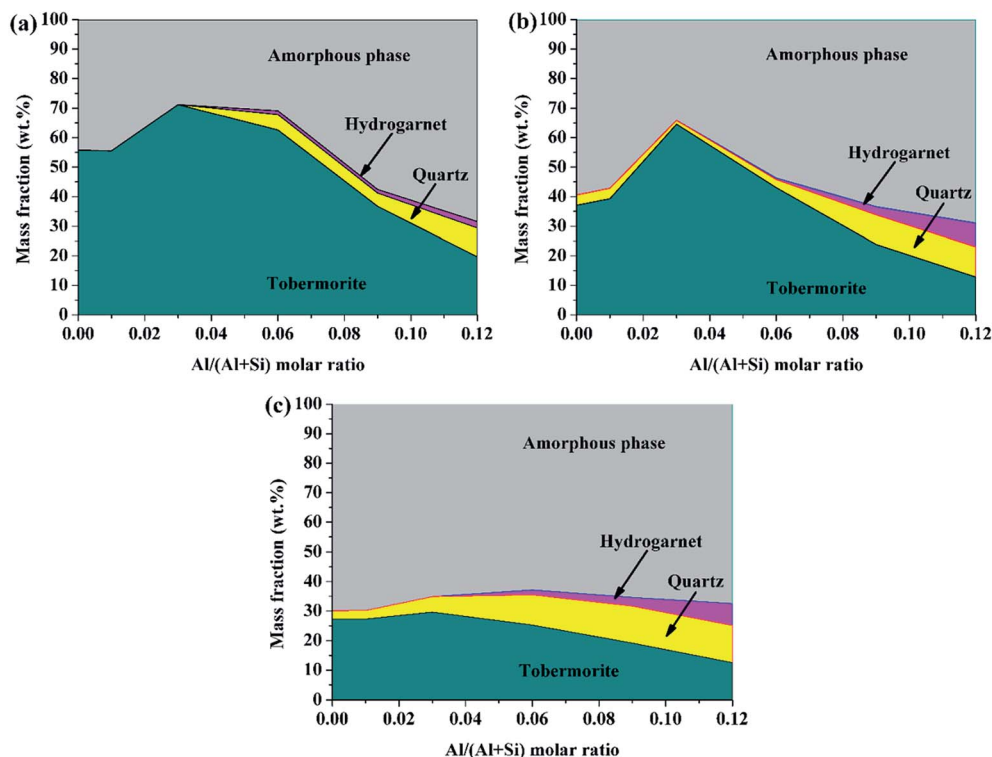 (a)
100
90
80
70
60
50
40
30
20
10
0
Mass fraction (wt.%)
Amorphous phase
Hydrogarnet
Quartz
Tobermorite
0.00 0.02 0.04 0.06 0.08 0.10 0.12
Al/(Al+Si) molar ratio
(b)
100
90
80
70
60
50
40
30
20
10
0
Mass fraction (wt.%)
Amorphous phase
Hydrogarnet
Quartz
Tobermorite
0.00 0.02 0.04 0.06 0.08 0.10 0.12
Al/(Al+Si) molar ratio
(c)
100
90
80
70
60
50
40
30
20
10
0
Mass fraction (wt.%)
Amorphous phase
Hydrogarnet
Quartz
Tobermorite
0.00 0.02 0.04 0.06 0.08 0.10 0.12
Al/(Al+Si) molar ratio